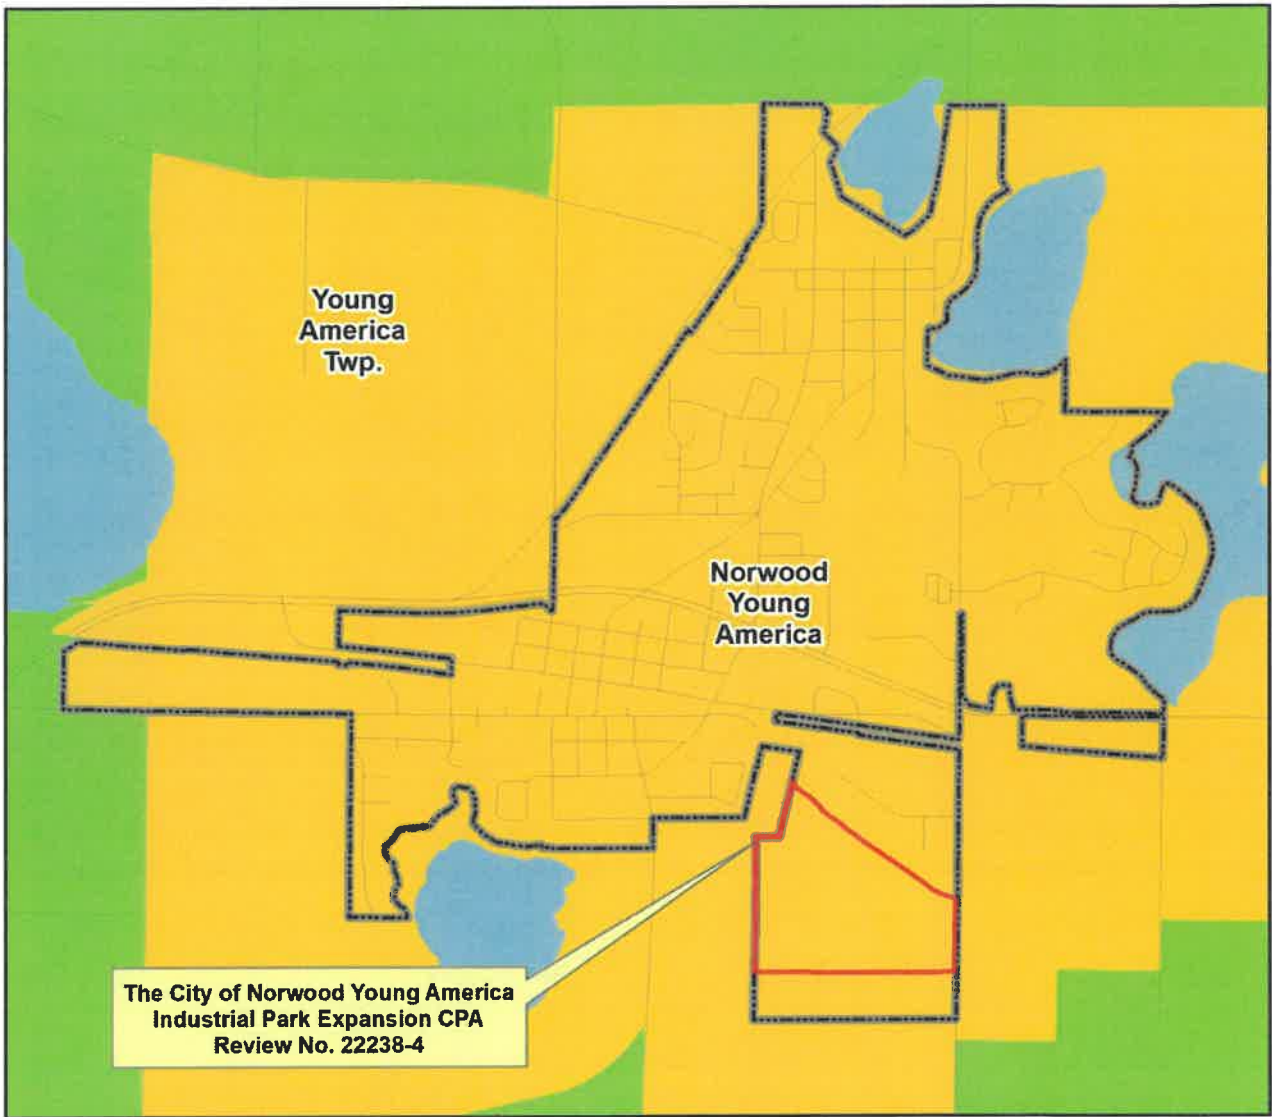 Young
America
Twp.
Norwood
Young
America
The City of Norwood Young America
Industrial Park Expansion CPA
Review No. 22238-4